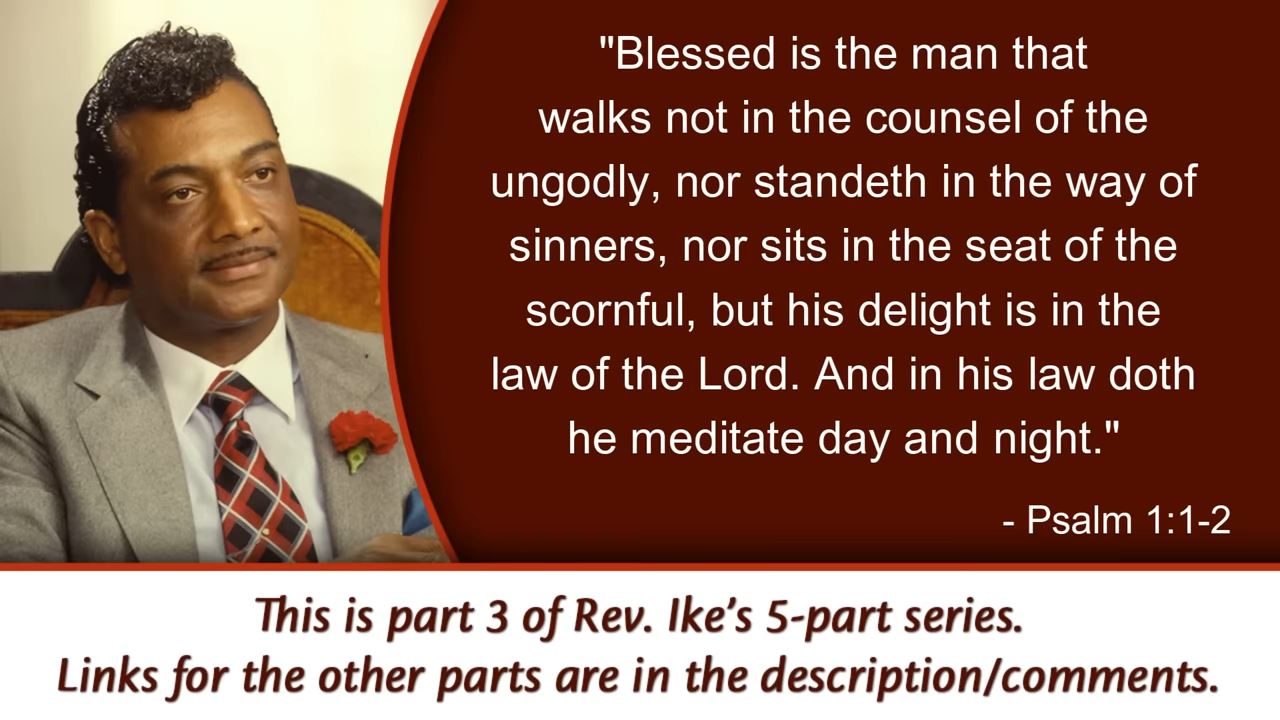 "Blessed is the man that
walks not in the counsel of the
ungodly, nor standeth in the way of
sinners, nor sits in the seat of the
scornful, but his delight is in the
law of the Lord. And in his law doth
he meditate day and night."
- Psalm 1:1-2
This is part 3 of Rev. Ike’s 5-part series.
Links for the other parts are in the description/comments.